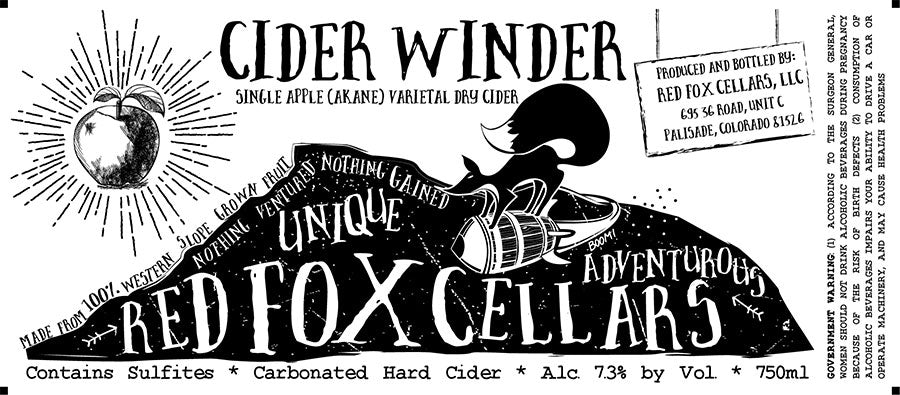 CIDER WINDER
SINGLE APPLE (AKANE) VARIETAL DRY CIDER
PRODUCED AND BOTTLED BY:
RED FOX CELLARS, LLC
695 36 ROAD, UNIT C
PALISADE, COLORADO 81526
MADE FROM 100% WESTERN SLOPE GROWN FRUIT
NOTHING VENTURED NOTHING GAINED
UNIQUE
BOOM!
ADVENTUROUS
RED FOX CELLARS
Contains Sulfites * Carbonated Hard Cider * Alc. 7.3% by Vol. * 750ml
GOVERNMENT WARNING: (1) ACCORDING TO THE SURGEON GENERAL,
WOMEN SHOULD NOT DRINK ALCOHOLIC BEVERAGES DURING PREGNANCY
BECAUSE OF THE RISK OF BIRTH DEFECTS (2) CONSUMPTION OF
ALCOHOLIC BEVERAGES IMPAIRS YOUR ABILITY TO DRIVE A CAR OR
OPERATE MACHINERY, AND MAY CAUSE HEALTH PROBLEMS